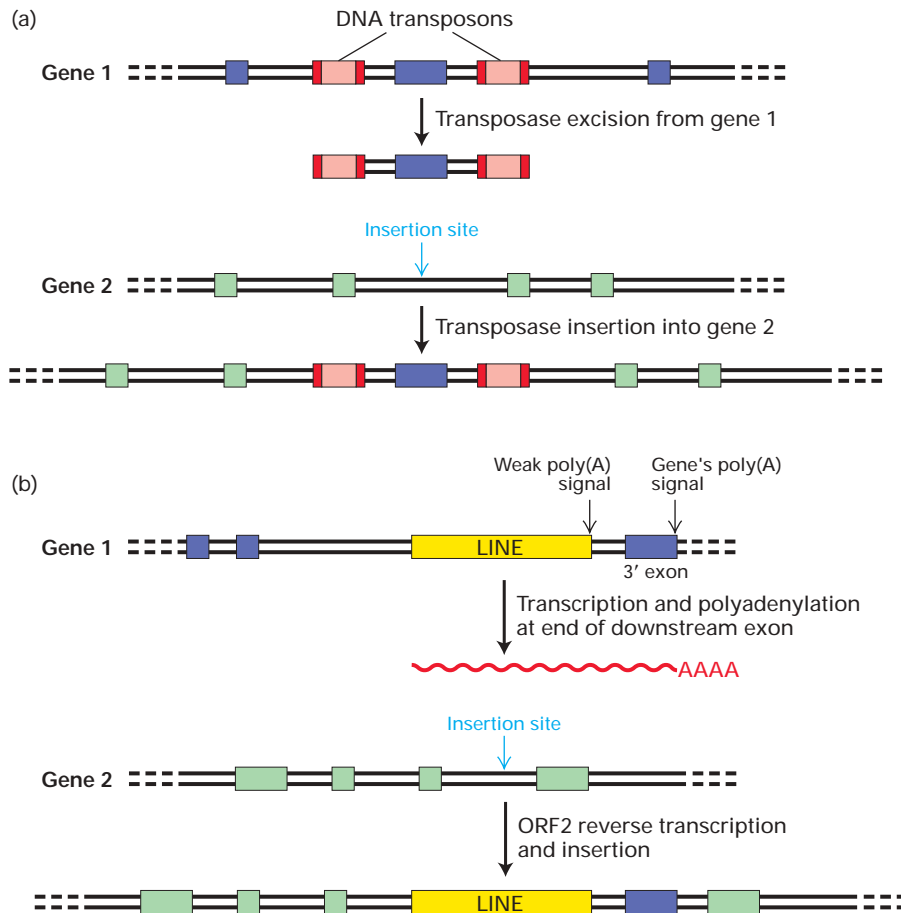 (a)
DNA transposons
Gene 1
Transposase excision from gene 1
Insertion site
Gene 2
Transposase insertion into gene 2
(b)
Weak poly(A)
signal
Gene's poly(A)
signal
Gene 1
LINE
3′ exon
Transcription and polyadenylation
at end of downstream exon
AAAA
Insertion site
Gene 2
ORF2 reverse transcription
and insertion
LINE